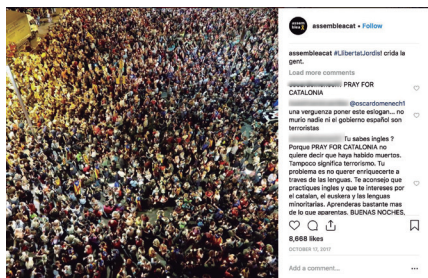 assembleacat • Follow
assembleacat #LlibertatJordis! crida la
gent.
Load more comments
PRAY FOR
CATALONIA
@oscardomenech1
una verguenza poner este eslogan... no
murio nadie ni el gobierno español son
terroristas
Tu sabes ingles ?
Porque PRAY FOR CATALONIA no
quiere decir que haya habido muertos.
Tampoco significa terrorismo. Tu
problema es no querer enriquecerte a
traves de las lenguas. Te aconsejo que
practiques ingles y que te intereses por
el catalan, el euskera y las lenguas
minoritarias. Aprenderas bastante mas
de lo que aparentas. BUENAS NOCHES.
8,668 likes
OCTOBER 17, 2017
Add a comment...